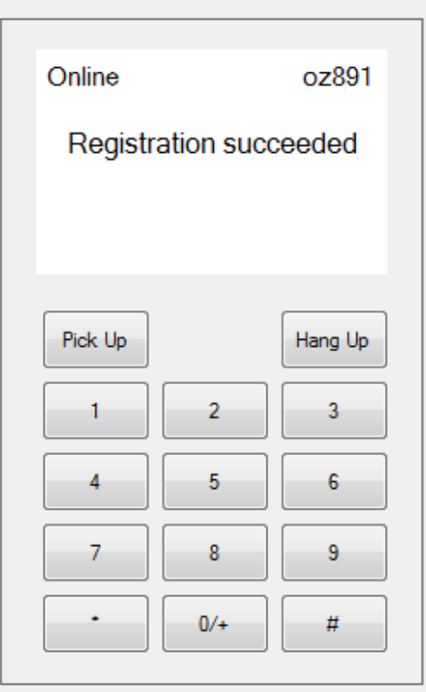 Online oz891
Registration succeeded
Pick Up Hang Up
1 2 3
4 5 6
7 8 9
* 0/+ #